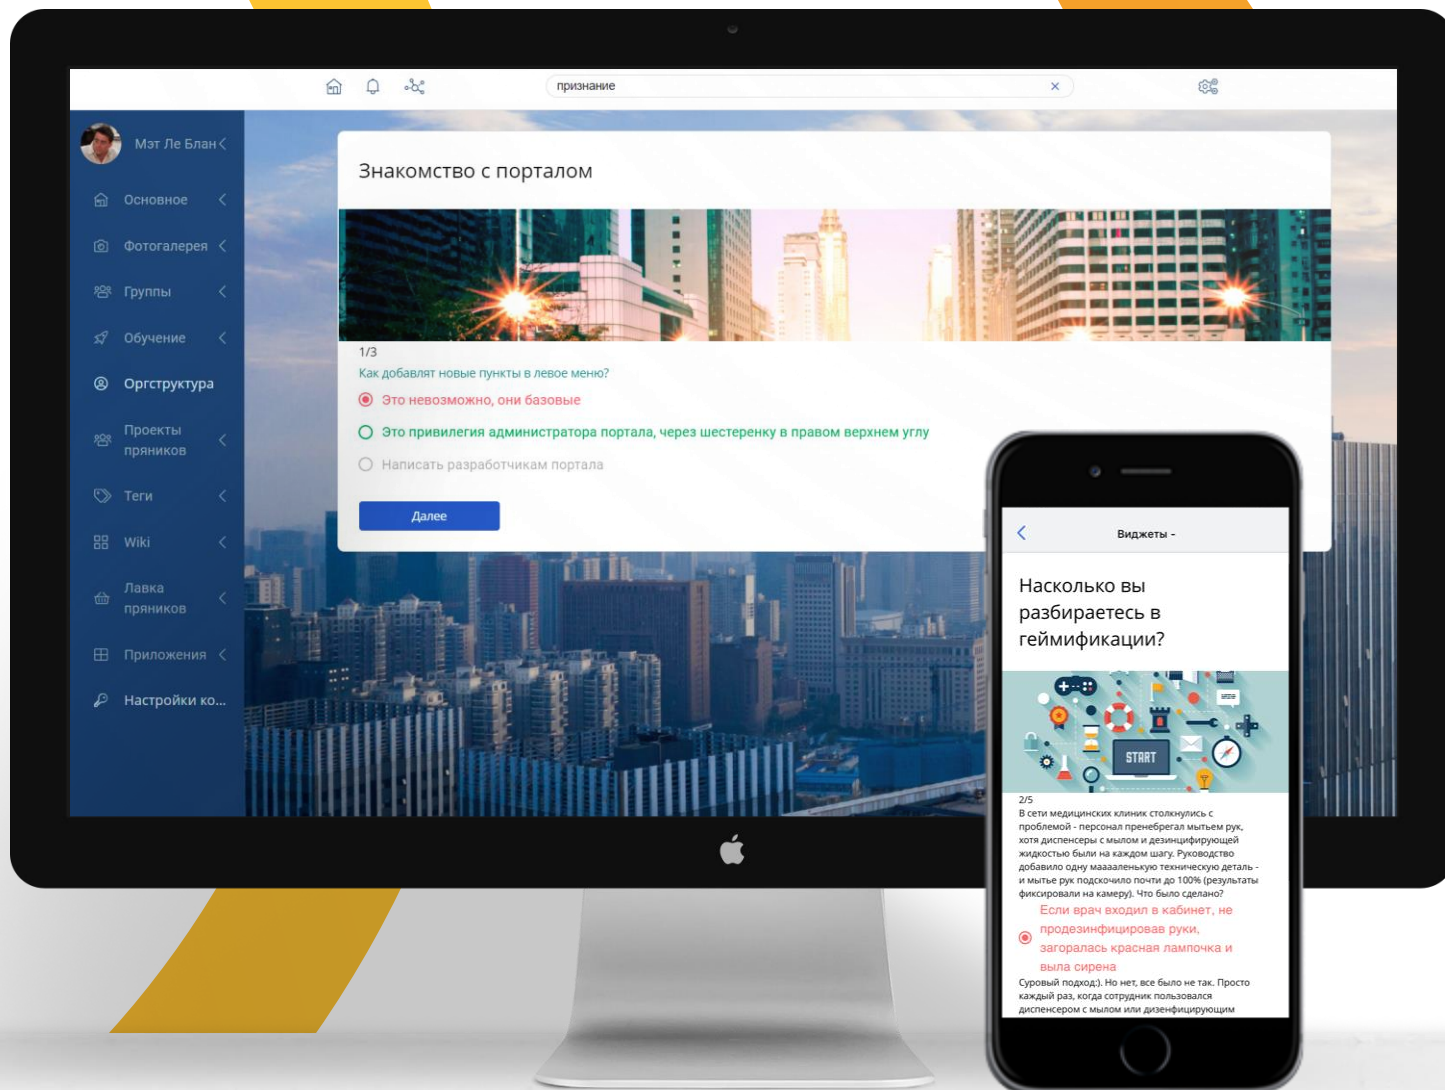 признание
Мэт Ле Блан
Основное
Фотогалерея
Группы
Обучение
Оргструктура
Проекты
пряников
Теги
Wiki
Лавка
пряников
Приложения
Настройки ко...
Знакомство с порталом
1/3
Как добавлят новые пункты в левое меню?
Это невозможно, они базовые
Это привилегия администратора портала, через шестеренку в правом верхнем углу
Написать разработчикам портала
Далее
Виджеты -
Насколько вы
разбираетесь в
геймификации?
START
2/5
В сети медицинских клиник столкнулись с
проблемой - персонал пренебрегал мытьем рук,
хотя диспенсеры с мылом и дезинцифирующей
жидкостью были на каждом шагу. Руководство
добавило одну мааааленькую техническую деталь -
и мытье рук подскочило почти до 100% (результаты
фиксировали на камеру). Что было сделано?
Если врач входил в кабинет, не
продезинфицировав руки,
загоралась красная лампочка и
выла сирена
Суровый подход:). Но нет, все было не так. Просто
каждый раз, когда сотрудник пользовался
диспенсером с мылом или дизенфицирующим